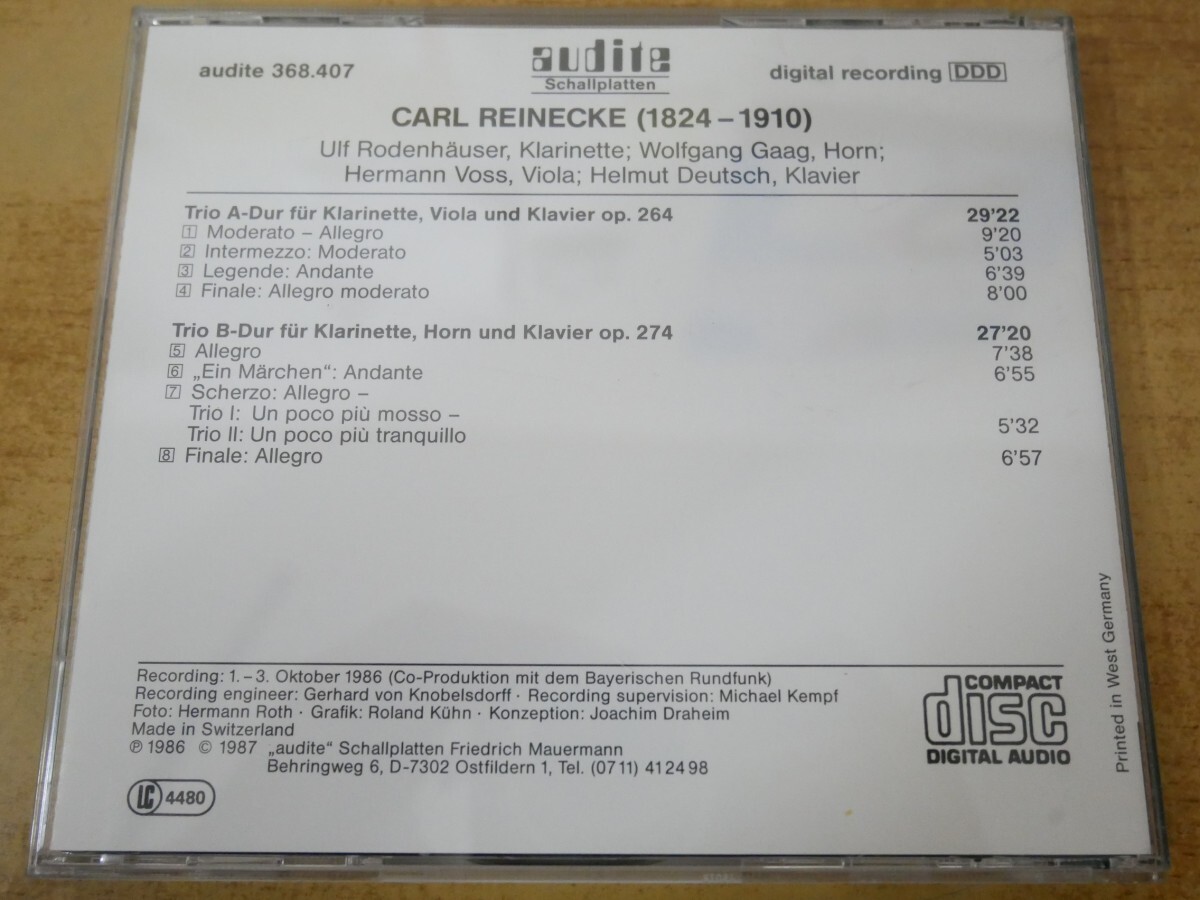 audite
Schallplatten
audite 368.407
digital recording DDD
CARL REINECKE (1824 – 1910)
Ulf Rodenhäuser, Klarinette; Wolfgang Gaag, Horn;
Hermann Voss, Viola; Helmut Deutsch, Klavier
Trio A-Dur für Klarinette, Viola und Klavier op. 264 29'22
1 Moderato – Allegro 9'20
2 Intermezzo: Moderato 5'03
3 Legende: Andante 6'39
4 Finale: Allegro moderato 8'00
Trio B-Dur für Klarinette, Horn und Klavier op. 274 27'20
5 Allegro 7'38
6 „Ein Märchen“: Andante 6'55
7 Scherzo: Allegro –
Trio I: Un poco più mosso –
Trio II: Un poco più tranquillo 5'32
8 Finale: Allegro 6'57
Recording: 1. – 3. Oktober 1986 (Co-Produktion mit dem Bayerischen Rundfunk)
Recording engineer: Gerhard von Knobelsdorff · Recording supervision: Michael Kempf
Foto: Hermann Roth · Grafik: Roland Kühn · Konzeption: Joachim Draheim
Made in Switzerland
℗ 1986 © 1987 „audite“ Schallplatten Friedrich Mauermann
Behringweg 6, D-7302 Ostfildern 1, Tel. (0711) 412498
LC 4480
COMPACT
disc
DIGITAL AUDIO
Printed in West Germany